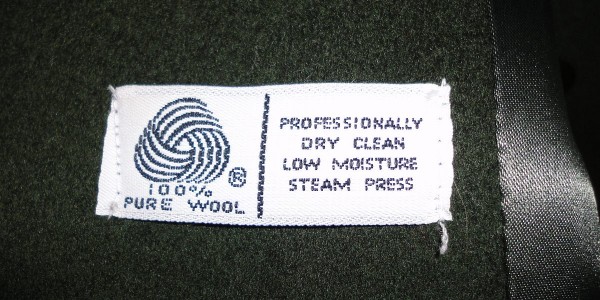 ®
100%
PURE WOOL
PROFESSIONALLY
DRY CLEAN
LOW MOISTURE
STEAM PRESS